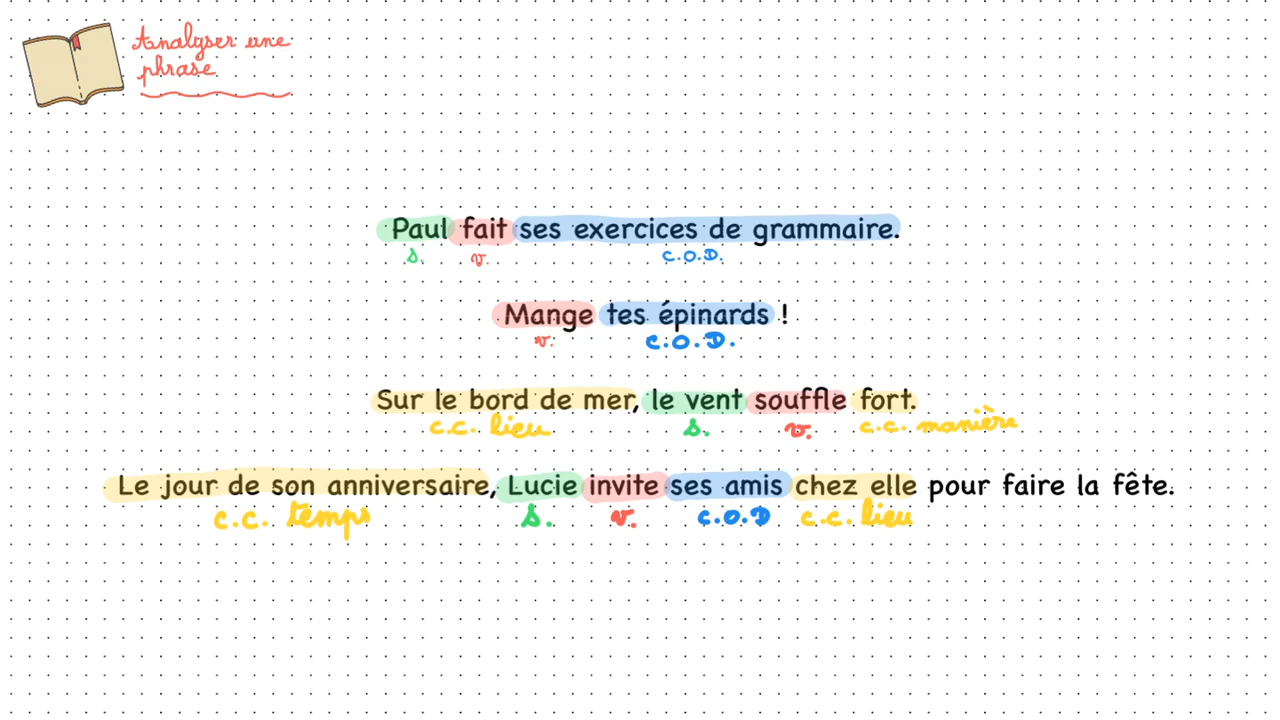 Analyser une
phrase
Paul fait ses exercices de grammaire.
s. v. c.o.D.
Mange tes épinards !
v. c.o.D.
Sur le bord de mer, le vent souffle fort.
c.c. lieu s. v. c.c. manière
Le jour de son anniversaire, Lucie invite ses amis chez elle pour faire la fête.
c.c. temps s. v. c.o.D c.c. lieu